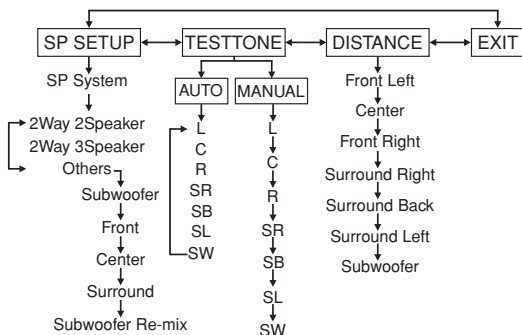 SP SETUP
TESTTONE
DISTANCE
EXIT
SP System
2Way 2Speaker
2Way 3Speaker
Others
Subwoofer
Front
Center
Surround
Subwoofer Re-mix
AUTO
L
C
R
SR
SB
SL
SW
MANUAL
L
C
R
SR
SB
SL
SW
Front Left
Center
Front Right
Surround Right
Surround Back
Surround Left
Subwoofer